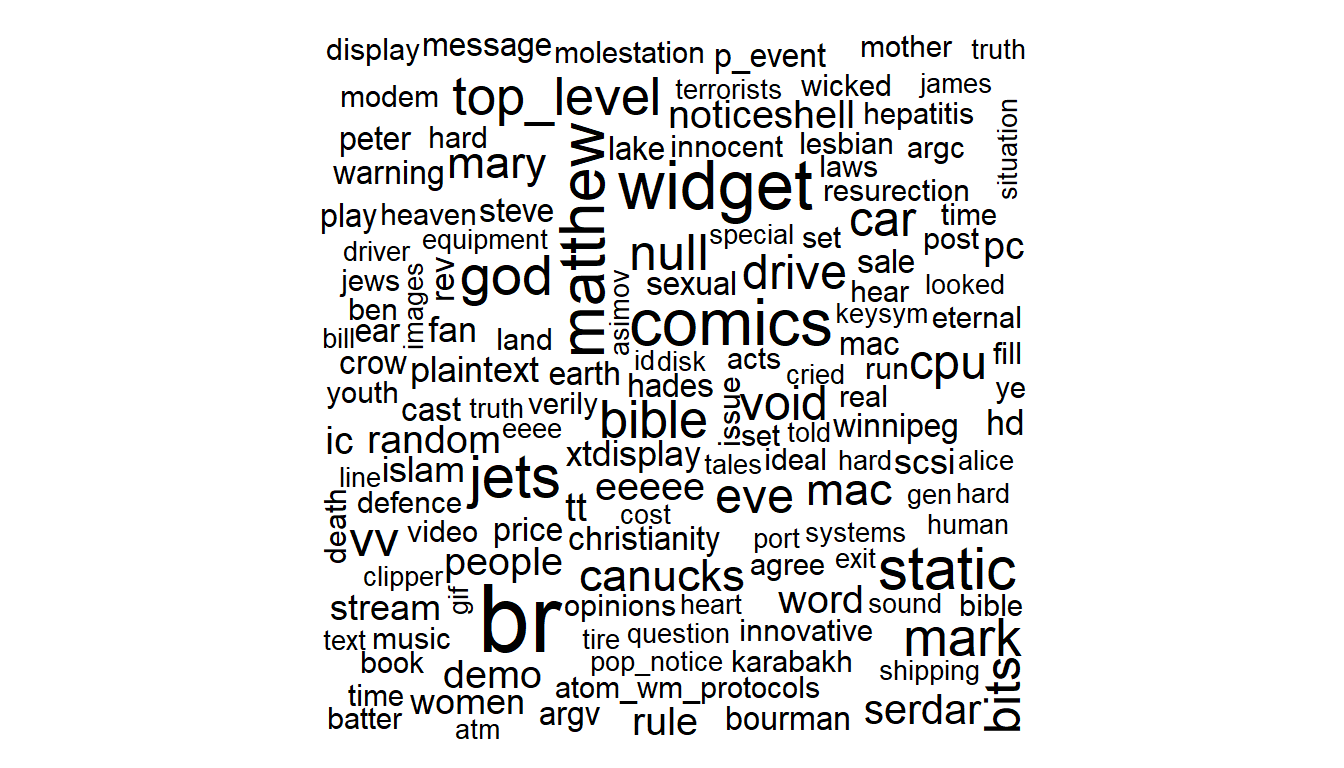 display message molestation p_event mother truth
modem top_level terrorists wicked james
noticeshell hepatitis situation
peter hard matthew lake innocent lesbian argc
warning mary widget laws
resurection
play heaven steve car time
driver equipment null special set post pc
jews images rev god sexual drive sale
hear looked
ben asimov comics keysym eternal
bill ear fan land mac
crow plaintext earth id disk acts run cpu fill
youth hades issue cried ye
cast truth verily void real
ic random eeee bible set told winnipeg hd
line islam jets xtdisplay tales ideal hard scsi alice
death defence tt eeeee eve mac gen hard
vv video price cost human
christianity port systems
clipper people canucks agree exit static
stream gif br opinions heart word sound bible
text music tire question innovative mark
book pop_notice karabakh shipping bits
demo atom_wm_protocols
time women
batter atm argv rule bourman serdar